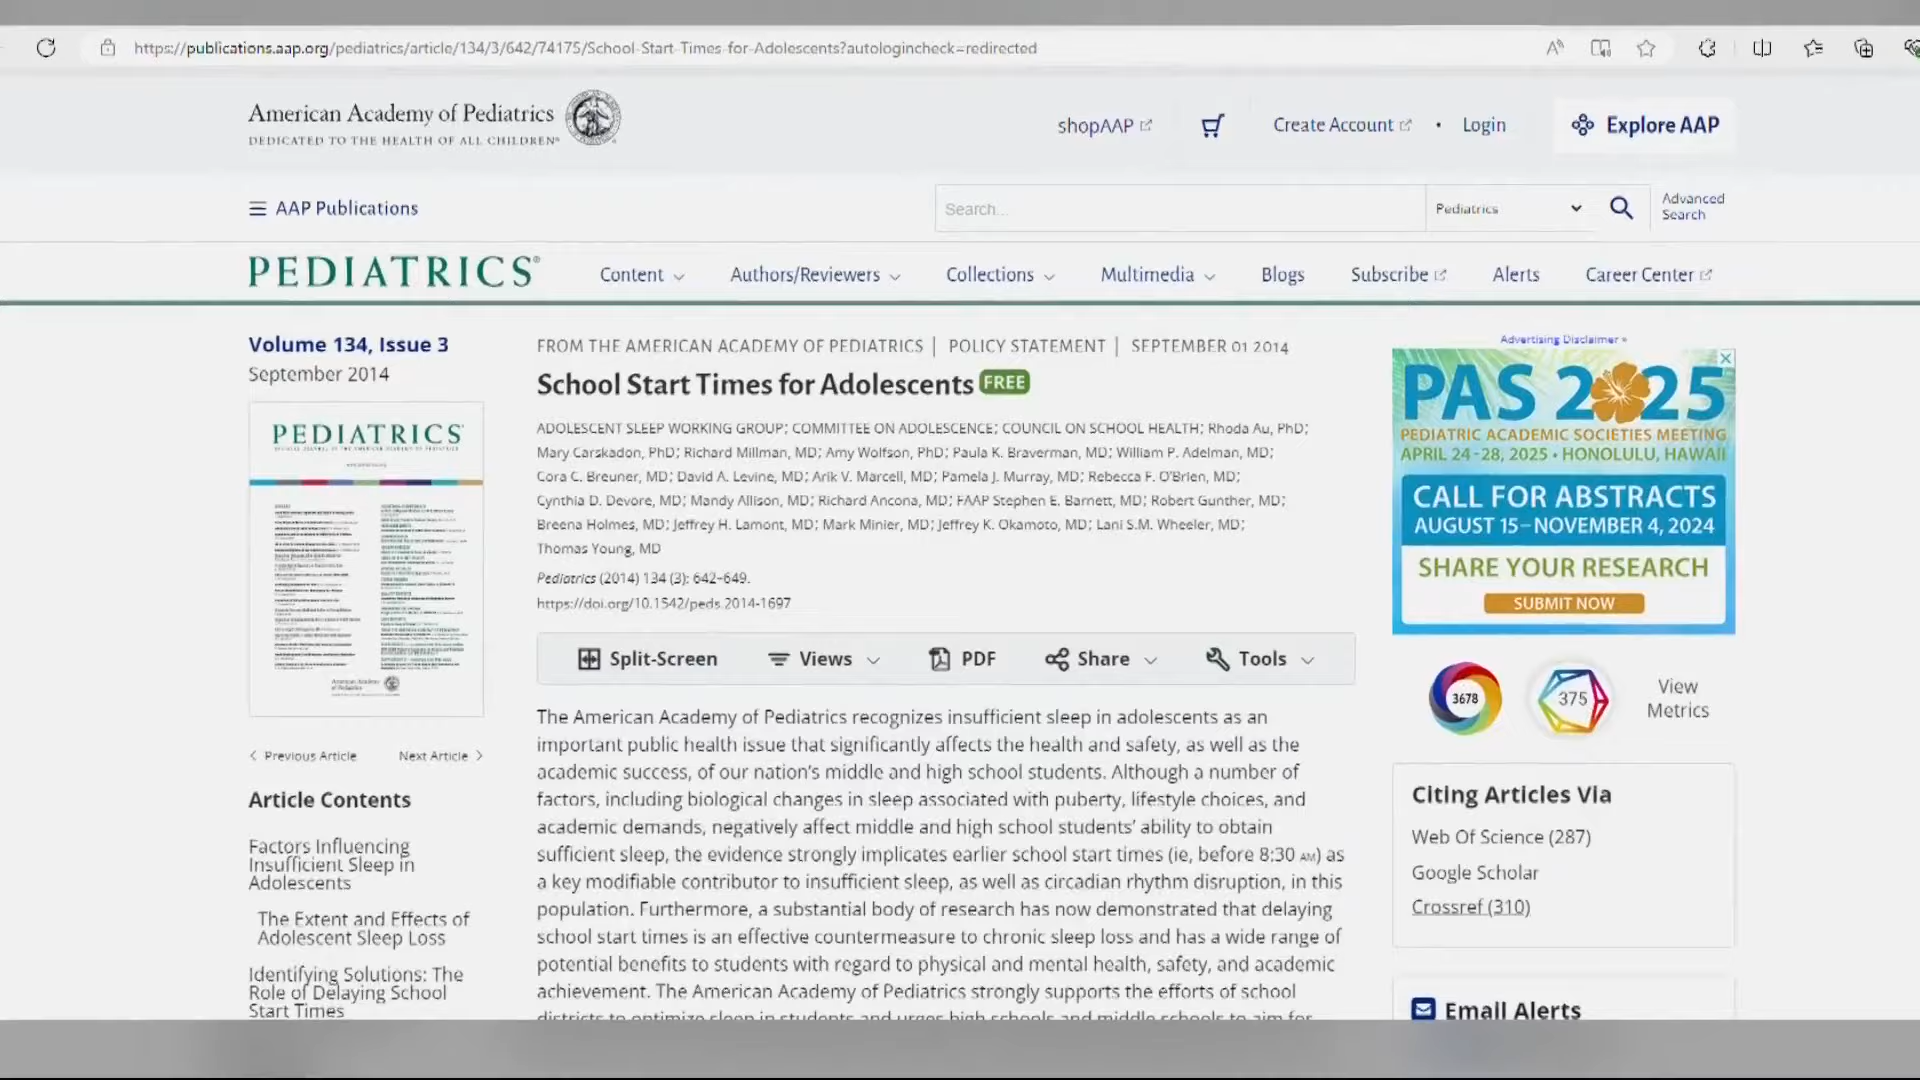 https://publications.aap.org/pediatrics/article/134/3/642/74175/School-Start-Times-for-Adolescents?autologincheck=redirected
American Academy of Pediatrics
DEDICATED TO THE HEALTH OF ALL CHILDREN®
shopAAP
Create Account
•
Login
Explore AAP
AAP Publications
Search...
Pediatrics
Advanced
Search
PEDIATRICS®
Content
Authors/Reviewers
Collections
Multimedia
Blogs
Subscribe
Alerts
Career Center
Volume 134, Issue 3
September 2014
PEDIATRICS
American Academy
of Pediatrics
Previous Article
Next Article
Article Contents
Factors Influencing
Insufficient Sleep in
Adolescents
The Extent and Effects of
Adolescent Sleep Loss
Identifying Solutions: The
Role of Delaying School
Start Times
FROM THE AMERICAN ACADEMY OF PEDIATRICS | POLICY STATEMENT | SEPTEMBER 01 2014
School Start Times for Adolescents FREE
ADOLESCENT SLEEP WORKING GROUP; COMMITTEE ON ADOLESCENCE; COUNCIL ON SCHOOL HEALTH; Rhoda Au, PhD;
Mary Carskadon, PhD; Richard Millman, MD; Amy Wolfson, PhD; Paula K. Braverman, MD; William P. Adelman, MD;
Cora C. Breuner, MD; David A. Levine, MD; Arik V. Marcell, MD; Pamela J. Murray, MD; Rebecca F. O'Brien, MD;
Cynthia D. Devore, MD; Mandy Allison, MD; Richard Ancona, MD; FAAP Stephen E. Barnett, MD; Robert Gunther, MD;
Breena Holmes, MD; Jeffrey H. Lamont, MD; Mark Minier, MD; Jeffrey K. Okamoto, MD; Lani S.M. Wheeler, MD;
Thomas Young, MD
Pediatrics (2014) 134 (3): 642–649.
https://doi.org/10.1542/peds.2014-1697
Split-Screen
Views
PDF
Share
Tools
The American Academy of Pediatrics recognizes insufficient sleep in adolescents as an
important public health issue that significantly affects the health and safety, as well as the
academic success, of our nation's middle and high school students. Although a number of
factors, including biological changes in sleep associated with puberty, lifestyle choices, and
academic demands, negatively affect middle and high school students' ability to obtain
sufficient sleep, the evidence strongly implicates earlier school start times (ie, before 8:30 AM) as
a key modifiable contributor to insufficient sleep, as well as circadian rhythm disruption, in this
population. Furthermore, a substantial body of research has now demonstrated that delaying
school start times is an effective countermeasure to chronic sleep loss and has a wide range of
potential benefits to students with regard to physical and mental health, safety, and academic
achievement. The American Academy of Pediatrics strongly supports the efforts of school
districts to optimize sleep in students and urges high schools and middle schools to aim for
Advertising Disclaimer »
PAS 2025
PEDIATRIC ACADEMIC SOCIETIES MEETING
APRIL 24-28, 2025 • HONOLULU, HAWAII
CALL FOR ABSTRACTS
AUGUST 15–NOVEMBER 4, 2024
SHARE YOUR RESEARCH
SUBMIT NOW
3678
375
View
Metrics
Citing Articles Via
Web Of Science (287)
Google Scholar
Crossref (310)
Email Alerts